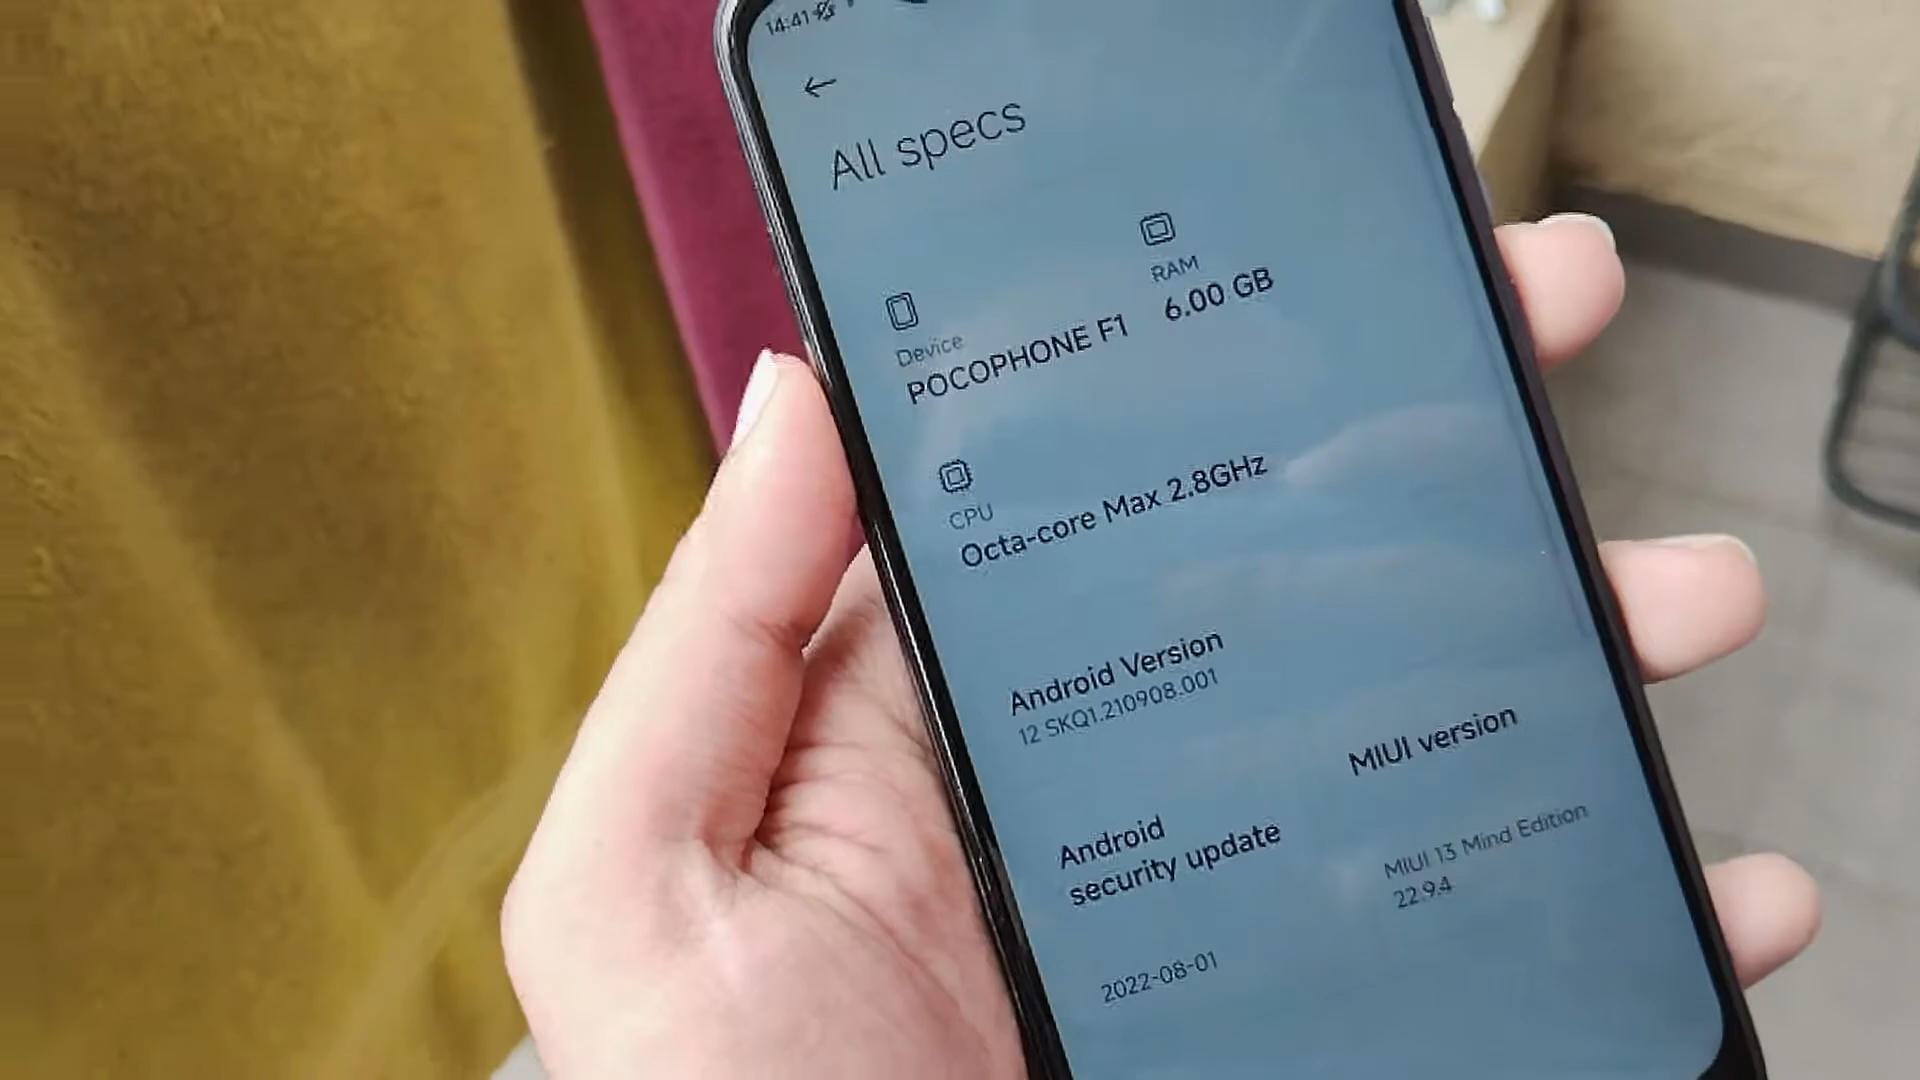 14:41
All specs
Device
POCOPHONE F1
RAM
6.00 GB
CPU
Octa-core Max 2.8GHz
Android Version
12 SKQ1.210908.001
Android
security update
2022-08-01
MIUI version
MIUI 13 Mind Edition
22.9.4